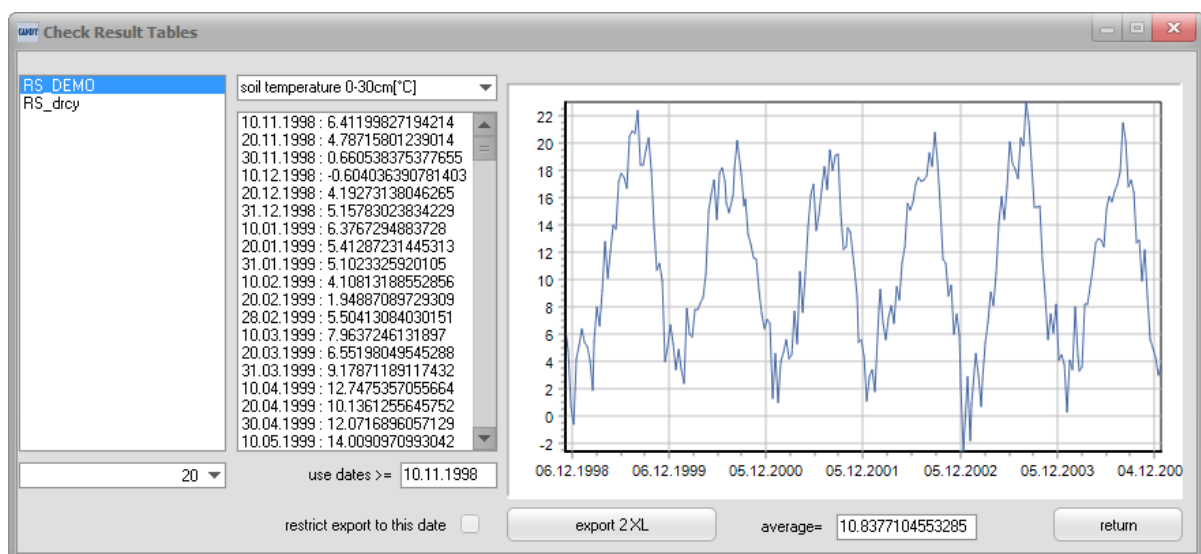 CANDY Check Result Tables
RS_DEMO
RS_drcy
soil temperature 0-30cm[°C]
10.11.1998 : 6.41199827194214
20.11.1998 : 4.78715801239014
30.11.1998 : 0.660538375377655
10.12.1998 : -0.604036390781403
20.12.1998 : 4.19273138046265
31.12.1998 : 5.15783023834229
10.01.1999 : 6.3767294883728
20.01.1999 : 5.41287231445313
31.01.1999 : 5.1023325920105
10.02.1999 : 4.10813188552856
20.02.1999 : 1.94887089729309
28.02.1999 : 5.50413084030151
10.03.1999 : 7.96372461318970
20.03.1999 : 6.55198049545288
31.03.1999 : 9.17871189117432
10.04.1999 : 12.7475357055664
20.04.1999 : 10.1361255645752
30.04.1999 : 12.0716896057129
10.05.1999 : 14.0090970993042
22
20
18
16
14
12
10
8
6
4
2
0
-2
06.12.1998 06.12.1999 05.12.2000 05.12.2001 05.12.2002 05.12.2003 04.12.200
20
use dates >= 10.11.1998
restrict export to this date
export 2 XL
average= 10.8377104553285
return